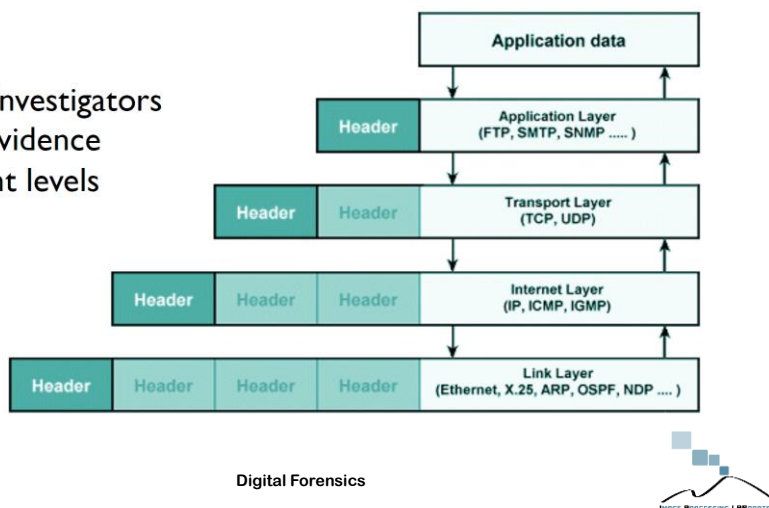 Application data
nvestigators
vidence
nt levels
Header
Application Layer
(FTP, SMTP, SNMP ..... )
Header
Header
Transport Layer
(TCP, UDP)
Header
Header
Header
Internet Layer
(IP, ICMP, IGMP)
Header
Header
Header
Header
Link Layer
(Ethernet, X.25, ARP, OSPF, NDP .... )
Digital Forensics